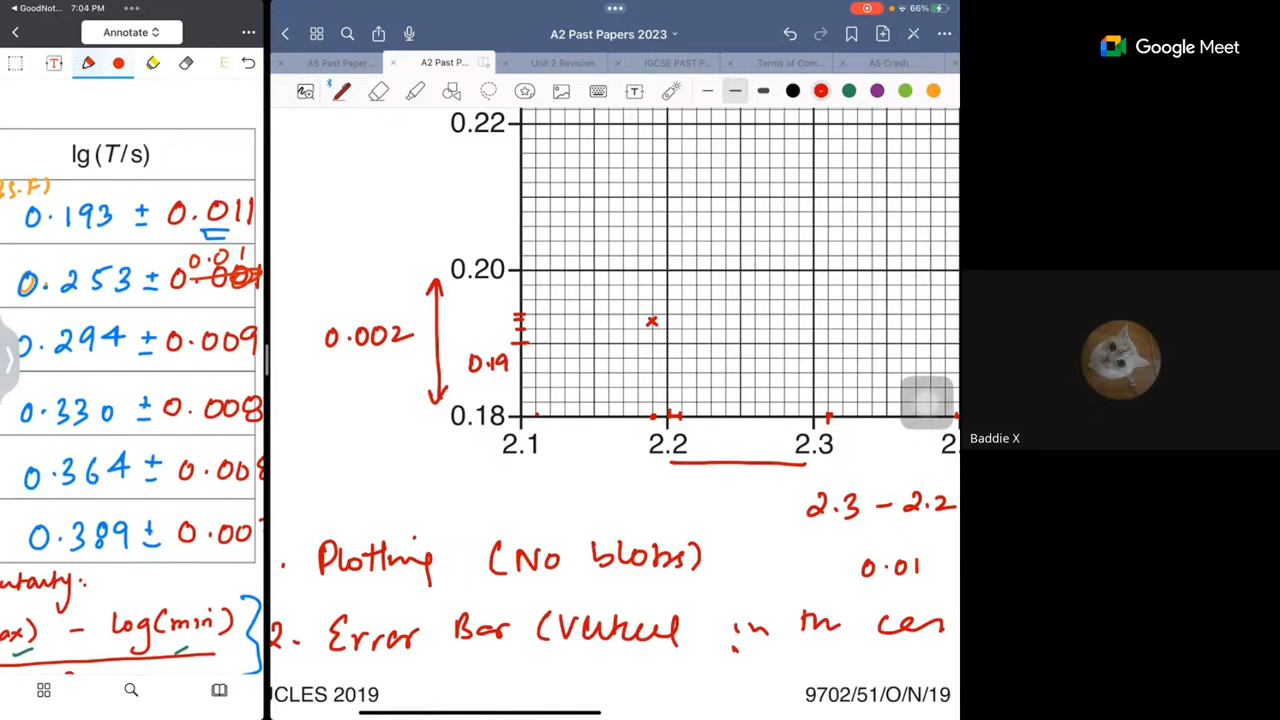 GoodNot... 7:04 PM
Annotate
lg (T/s)
S.F)
0.193 ± 0.011
0.01
0.253 ± 0.009
0.294 ± 0.009
0.330 ± 0.008
0.364 ± 0.008
0.389 ± 0.00
ax) - log(min)
66%
A2 Past Papers 2023
AS Past Paper...
A2 Past P...
Unit 2 Revision
IGCSE PAST P...
Terms of Com...
AS Crash
0.22
0.20
0.002
0.19
0.18
2.1 2.2 2.3 2
2.3 - 2.2
0.01
. Plotting (No blobs)
2. Error Bar (Vertical in the
UCLES 2019
9702/51/O/N/19
Google Meet
Baddie X